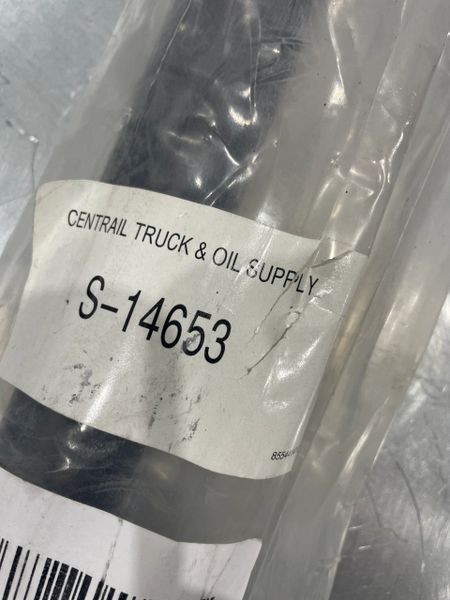 CENTRAIL TRUCK & OIL SUPPLY
S-14653